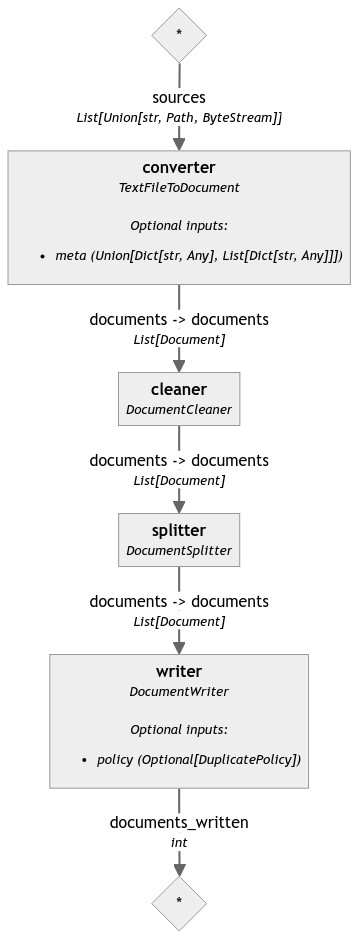 *
sources
List[Union[str, Path, ByteStream]]
converter
TextFileToDocument
Optional inputs:
• meta (Union[Dict[str, Any], List[Dict[str, Any]]])
documents -> documents
List[Document]
cleaner
DocumentCleaner
documents -> documents
List[Document]
splitter
DocumentSplitter
documents -> documents
List[Document]
writer
DocumentWriter
Optional inputs:
• policy (Optional[DuplicatePolicy])
documents_written
int
*